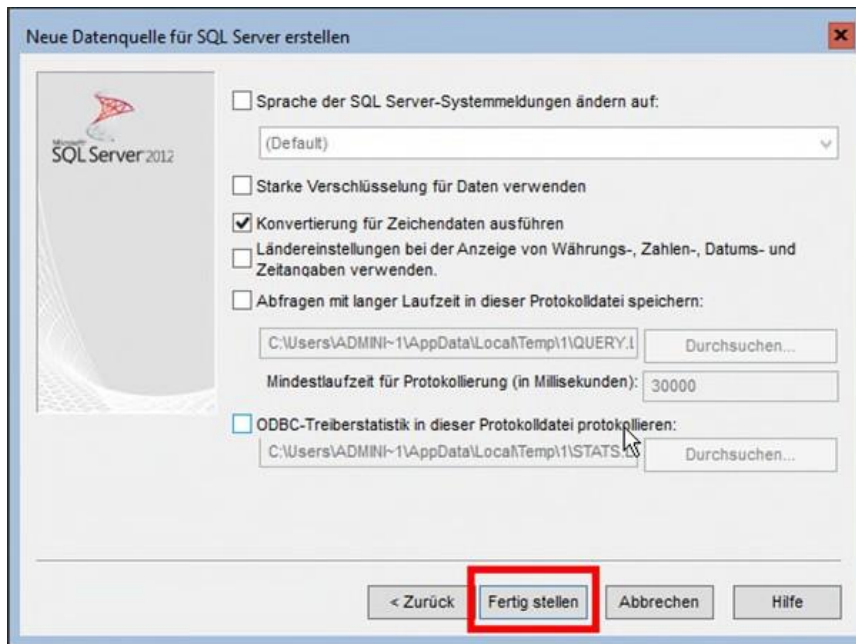 Neue Datenquelle für SQL Server erstellen
Microsoft
SQL Server 2012
Sprache der SQL Server-Systemmeldungen ändern auf:
(Default)
Starke Verschlüsselung für Daten verwenden
Konvertierung für Zeichendaten ausführen
Ländereinstellungen bei der Anzeige von Währungs-, Zahlen-, Datums- und
Zeitangaben verwenden.
Abfragen mit langer Laufzeit in dieser Protokolldatei speichern:
C:\Users\ADMINI~1\AppData\Local\Temp\1\QUERY.L
Durchsuchen...
Mindestlaufzeit für Protokollierung (in Millisekunden):
30000
ODBC-Treiberstatistik in dieser Protokolldatei protokollieren:
C:\Users\ADMINI~1\AppData\Local\Temp\1\STATS.
Durchsuchen...
< Zurück
Fertig stellen
Abbrechen
Hilfe